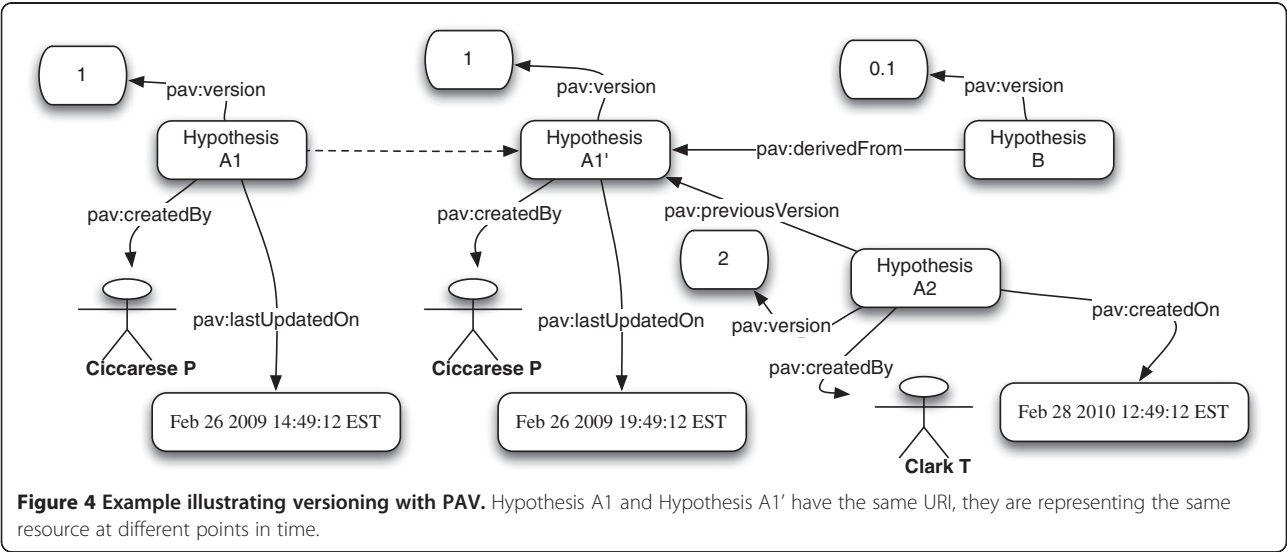 1
pav:version
Hypothesis
A1
pav:createdBy
Ciccarese P
pav:lastUpdatedOn
Feb 26 2009 14:49:12 EST
1
pav:version
Hypothesis
A1'
pav:createdBy
Ciccarese P
pav:lastUpdatedOn
Feb 26 2009 19:49:12 EST
0.1
pav:version
Hypothesis
B
pav:derivedFrom
pav:previousVersion
2
pav:version
Hypothesis
A2
pav:createdBy
Clark T
pav:createdOn
Feb 28 2010 12:49:12 EST
Figure 4 Example illustrating versioning with PAV. Hypothesis A1 and Hypothesis A1′ have the same URI, they are representing the same
resource at different points in time.